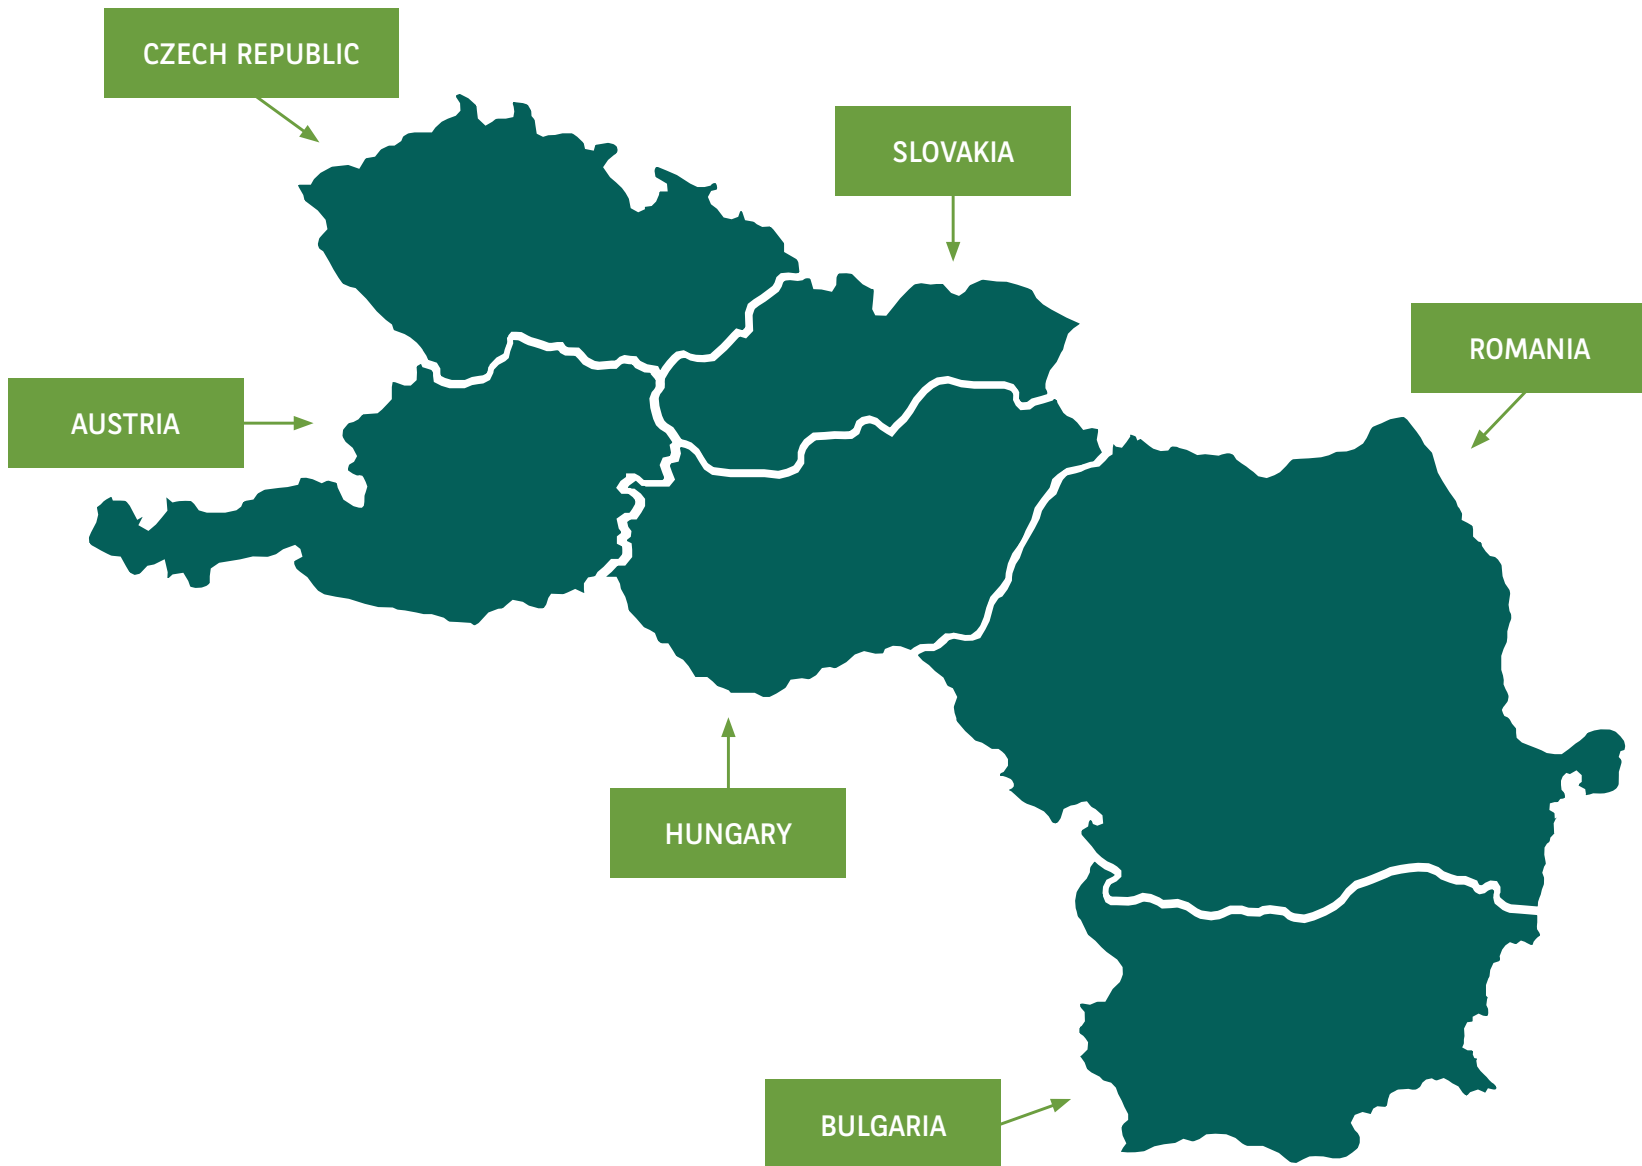 CZECH REPUBLIC
SLOVAKIA
ROMANIA
AUSTRIA
HUNGARY
BULGARIA